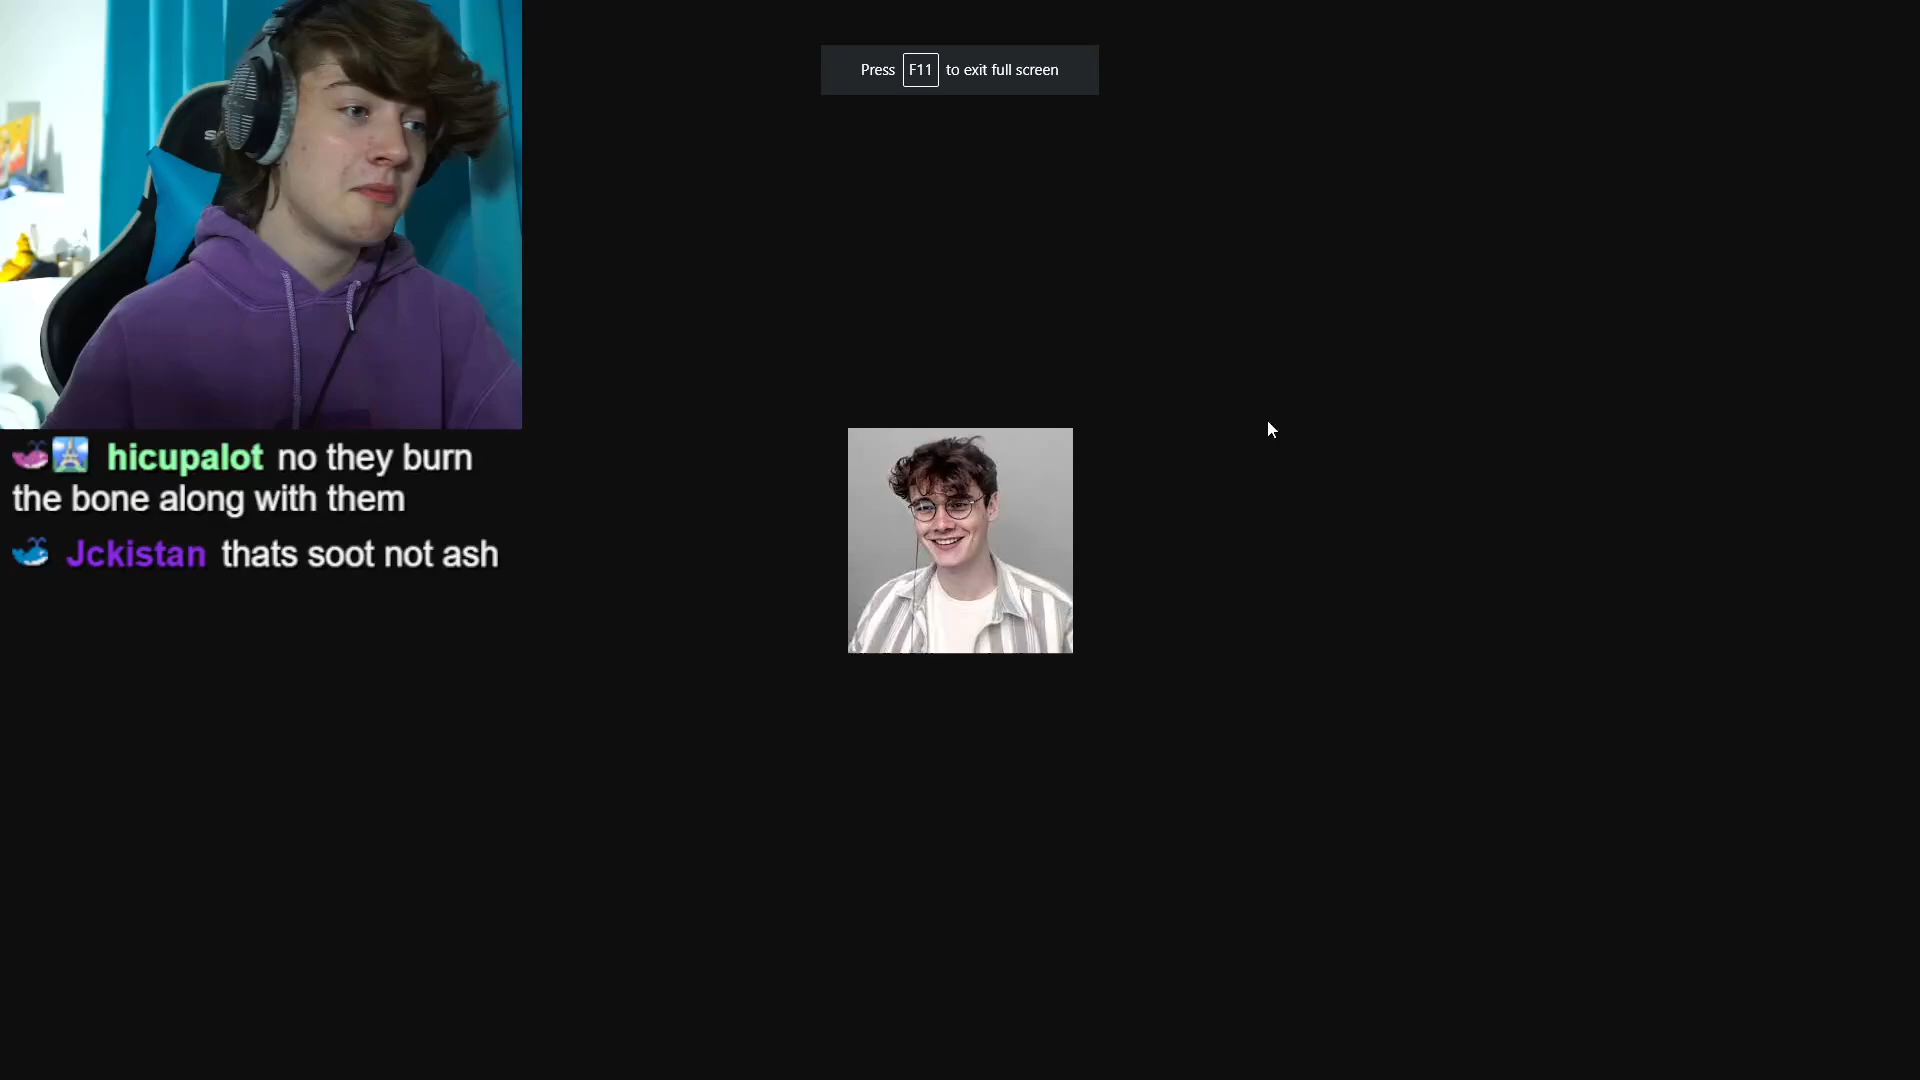 Press F11 to exit full screen
hicupalot no they burn
the bone along with them
Jckistan thats soot not ash